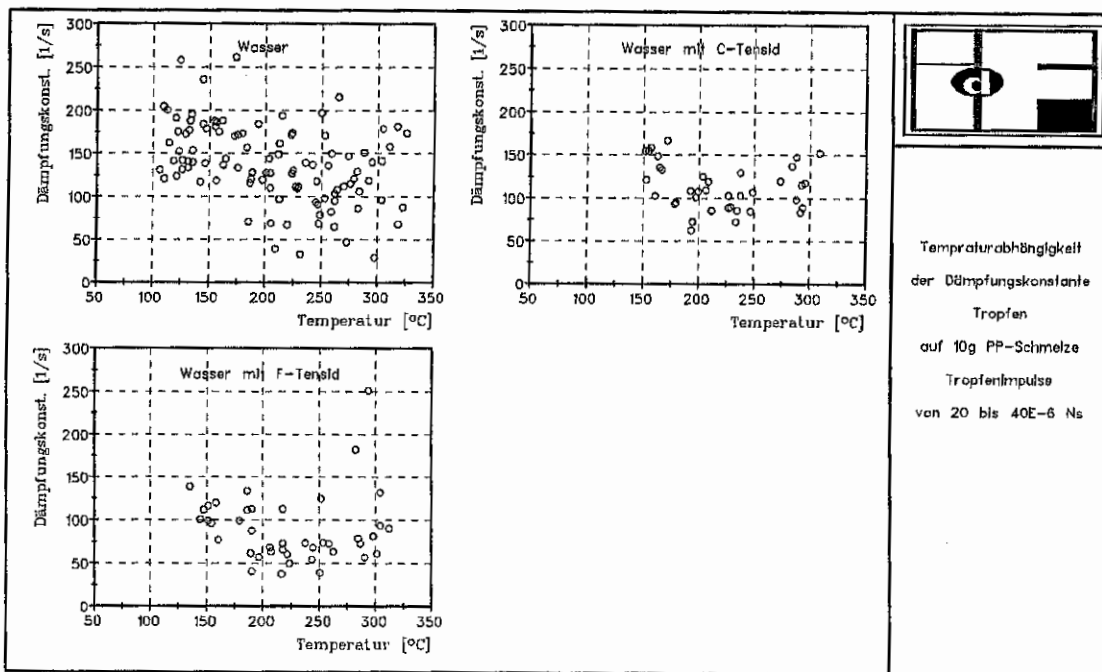 300
250
200
150
100
50
0
Dämpfungskonst. [1/s]
Wasser
50 100 150 200 250 300 350
Temperatur [°C]
300
250
200
150
100
50
0
Dämpfungskonst. [1/s]
Wasser mit C-Tensid
50 100 150 200 250 300 350
Temperatur [°C]
300
250
200
150
100
50
0
Dämpfungskonst. [1/s]
Wasser mit F-Tensid
50 100 150 200 250 300 350
Temperatur [°C]
d
Tempraturabhängigkeit
der Dämpfungskonstante
Tropfen
auf 10g PP-Schmelze
Tropfenimpulse
von 20 bis 40E-6 Ns